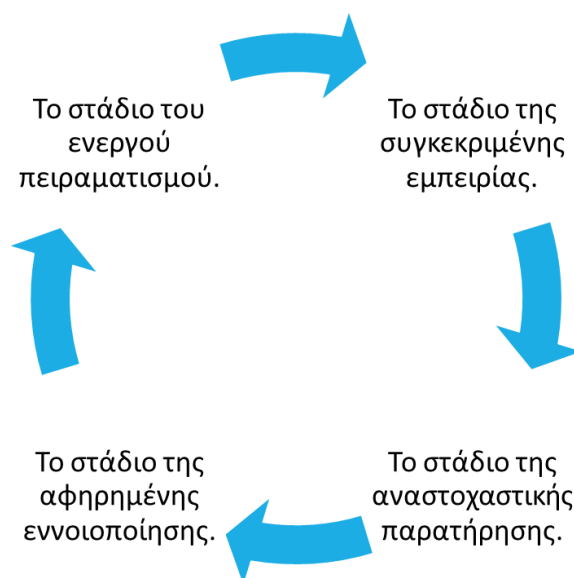 Το στάδιο του
ενεργού
πειραματισμού.
Το στάδιο της
συγκεκριμένης
εμπειρίας.
Το στάδιο της
αφηρημένης
εννοιοποίησης.
Το στάδιο της
αναστοχαστικής
παρατήρησης.